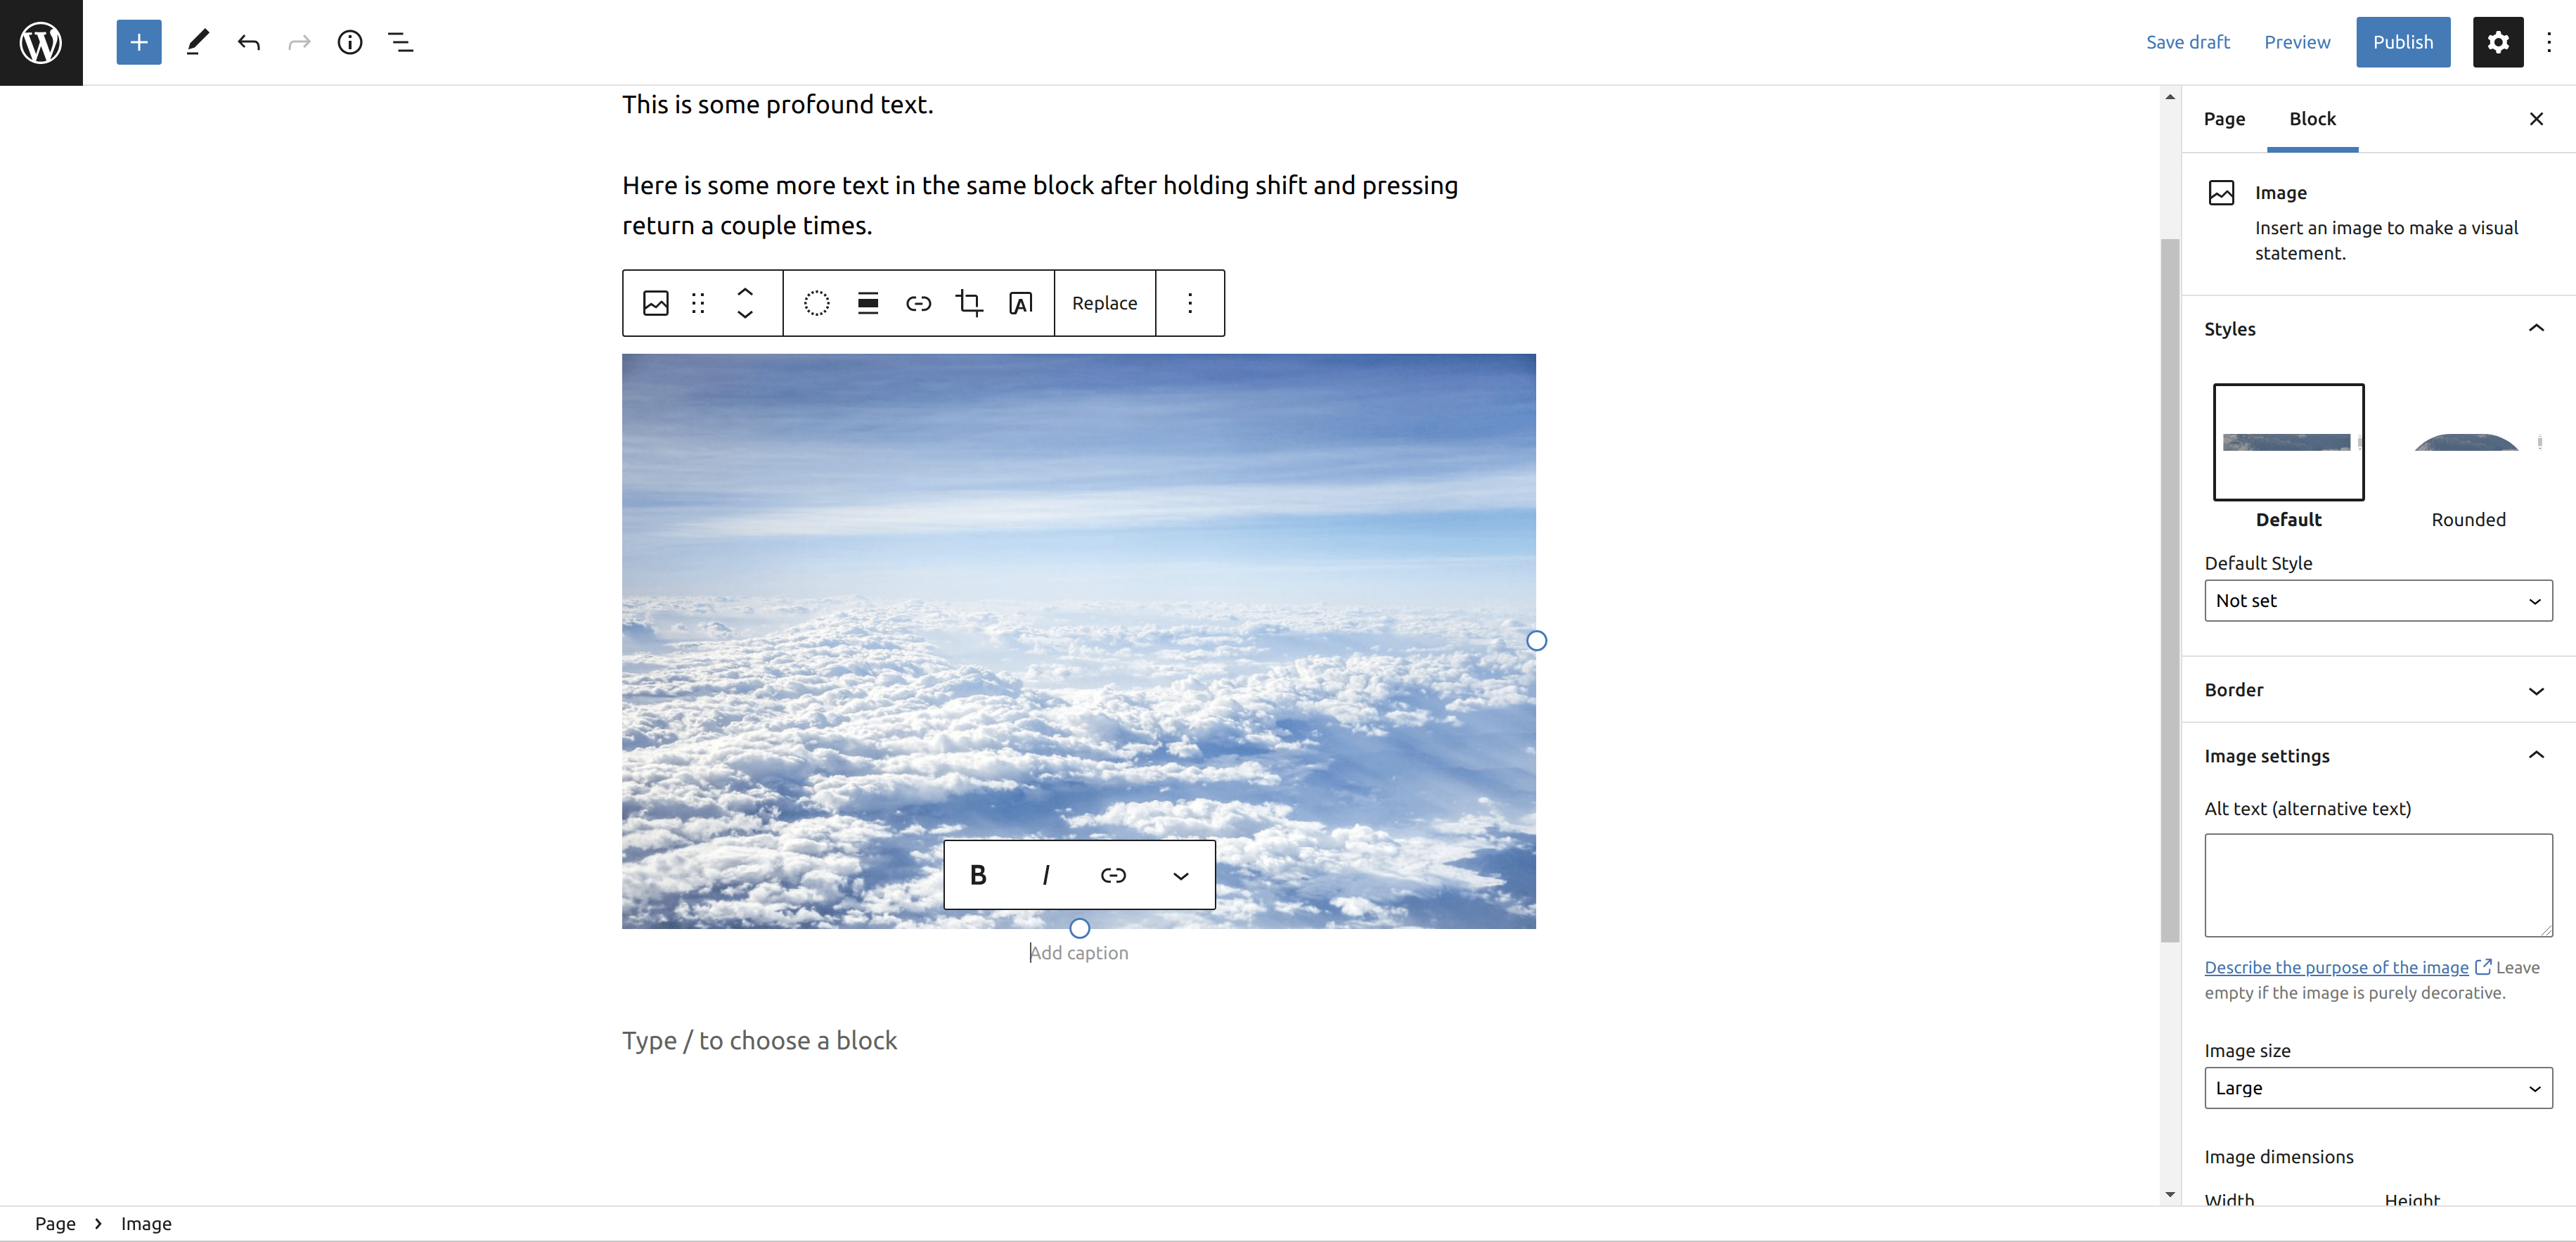 Save draft
Preview
Publish
This is some profound text.
Here is some more text in the same block after holding shift and pressing
return a couple times.
Replace
B I
Add caption
Type / to choose a block
Page
Block
Image
Insert an image to make a visual
statement.
Styles
Default
Rounded
Default Style
Not set
Border
Image settings
Alt text (alternative text)
Describe the purpose of the image Leave
empty if the image is purely decorative.
Image size
Large
Image dimensions
Width
Height
Page
Image